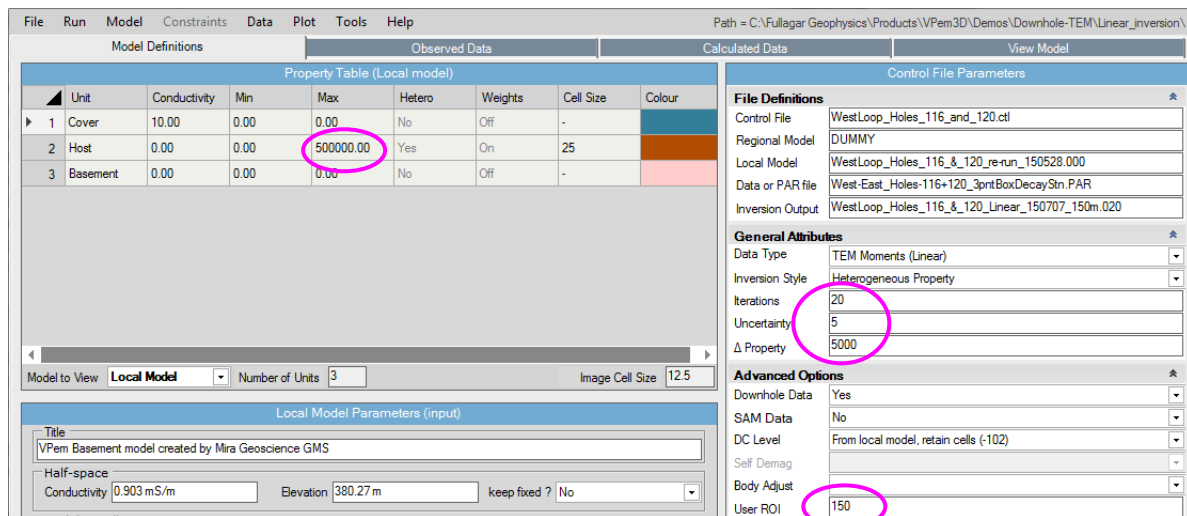 File Run Model Constraints Data Plot Tools Help Path = C:\Fullagar Geophysics\Products\VPem3D\Demos\Downhole-TEM\Linear_inversion\
Model Definitions Observed Data Calculated Data View Model
Property Table (Local model)
Unit Conductivity Min Max Hetero Weights Cell Size Colour
1 Cover 10.00 0.00 0.00 No Off -
2 Host 0.00 0.00 500000.00 Yes On 25
3 Basement 0.00 0.00 0.00 No Off -
Model to View Local Model Number of Units 3 Image Cell Size 12.5
Local Model Parameters (input)
Title
VPem Basement model created by Mira Geoscience GMS
Half-space
Conductivity 0.903 mS/m Elevation 380.27 m keep fixed ? No
Control File Parameters
File Definitions
Control File WestLoop_Holes_116_and_120.ctl
Regional Model DUMMY
Local Model WestLoop_Holes_116_&_120_re-run_150528.000
Data or PAR file West-East_Holes-116+120_3pntBoxDecayStn.PAR
Inversion Output WestLoop_Holes_116_&_120_Linear_150707_150m.020
General Attributes
Data Type TEM Moments (Linear)
Inversion Style Heterogeneous Property
Iterations 20
Uncertainty 5
Δ Property 5000
Advanced Options
Downhole Data Yes
SAM Data No
DC Level From local model, retain cells (-102)
Self Demag
Body Adjust
User ROI 150